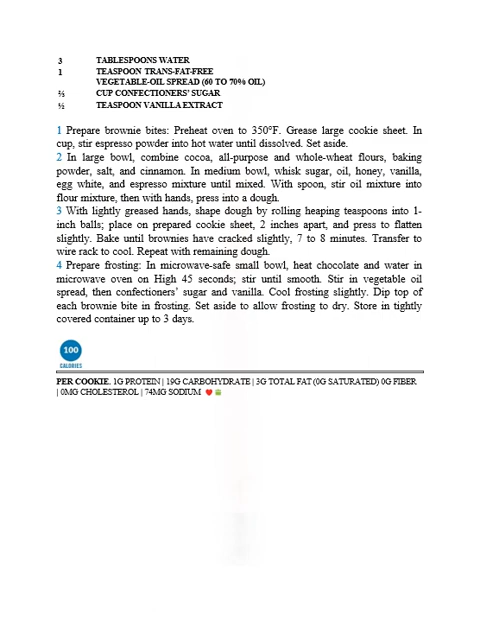 3 TABLESPOONS WATER
1 TEASPOON TRANS-FAT-FREE
VEGETABLE-OIL SPREAD (60 TO 70% OIL)
⅔ CUP CONFECTIONERS' SUGAR
½ TEASPOON VANILLA EXTRACT
1 Prepare brownie bites: Preheat oven to 350°F. Grease large cookie sheet. In
cup, stir espresso powder into hot water until dissolved. Set aside.
2 In large bowl, combine cocoa, all-purpose and whole-wheat flours, baking
powder, salt, and cinnamon. In medium bowl, whisk sugar, oil, honey, vanilla,
egg white, and espresso mixture until mixed. With spoon, stir oil mixture into
flour mixture, then with hands, press into a dough.
3 With lightly greased hands, shape dough by rolling heaping teaspoons into 1-
inch balls; place on prepared cookie sheet, 2 inches apart, and press to flatten
slightly. Bake until brownies have cracked slightly, 7 to 8 minutes. Transfer to
wire rack to cool. Repeat with remaining dough.
4 Prepare frosting: In microwave-safe small bowl, heat chocolate and water in
microwave oven on High 45 seconds; stir until smooth. Stir in vegetable oil
spread, then confectioners' sugar and vanilla. Cool frosting slightly. Dip top of
each brownie bite in frosting. Set aside to allow frosting to dry. Store in tightly
covered container up to 3 days.
100
CALORIES
PER COOKIE. 1G PROTEIN | 19G CARBOHYDRATE | 3G TOTAL FAT (0G SATURATED) 0G FIBER
| 0MG CHOLESTEROL | 74MG SODIUM